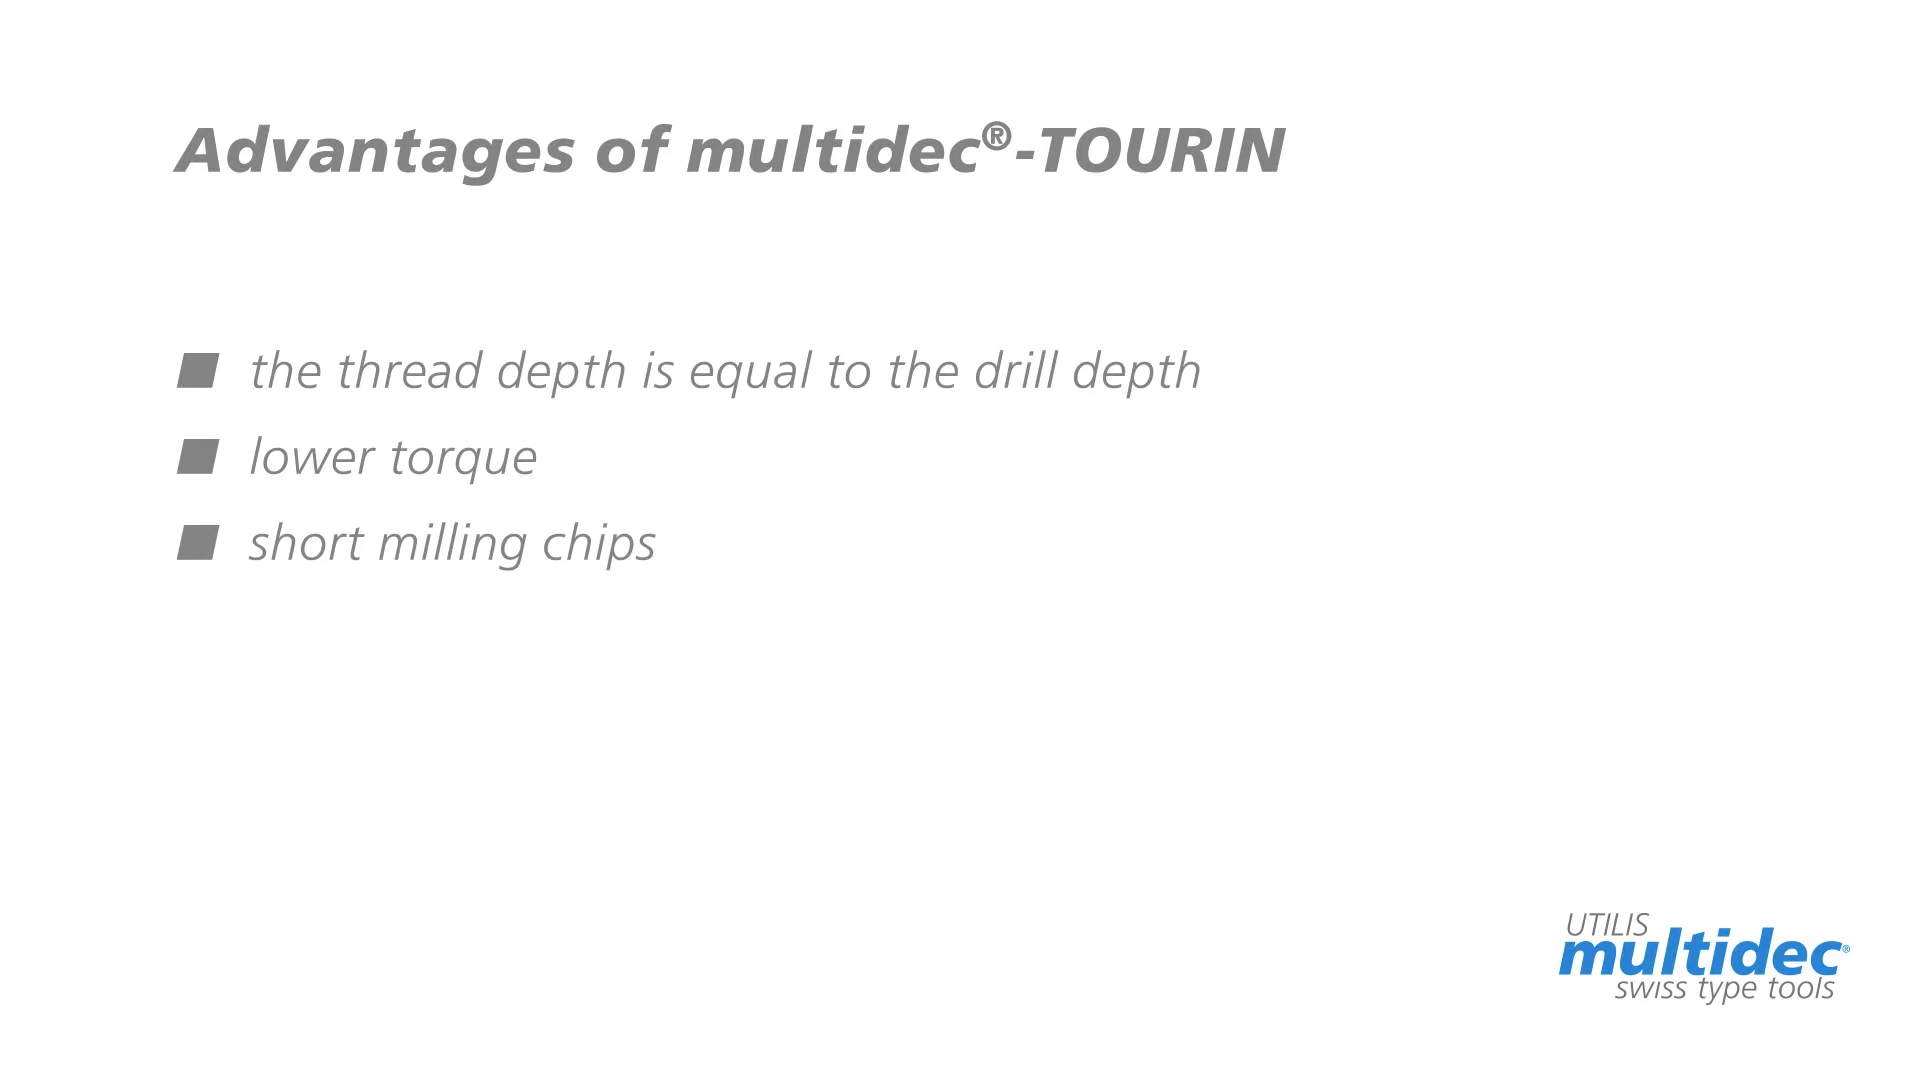 Advantages of multidec®-TOURIN
the thread depth is equal to the drill depth
lower torque
short milling chips
UTILIS
multidec®
swiss type tools